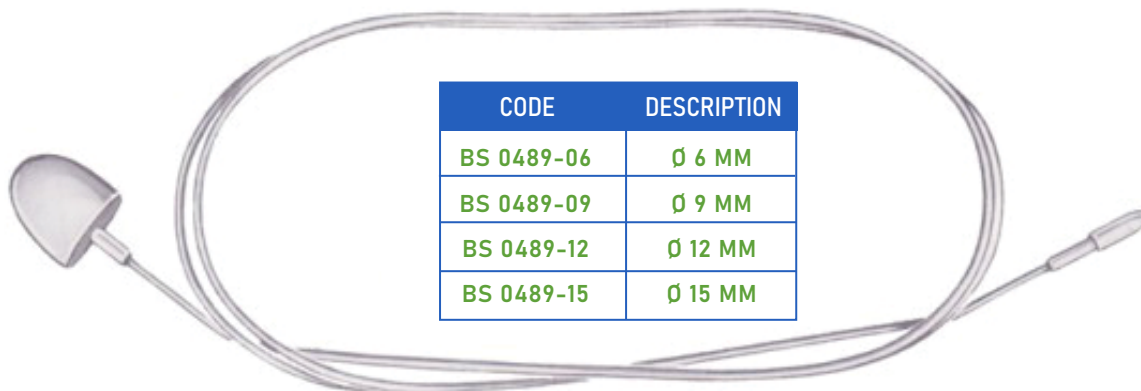 CODE DESCRIPTION
BS 0489-06 Ø 6 MM
BS 0489-09 Ø 9 MM
BS 0489-12 Ø 12 MM
BS 0489-15 Ø 15 MM